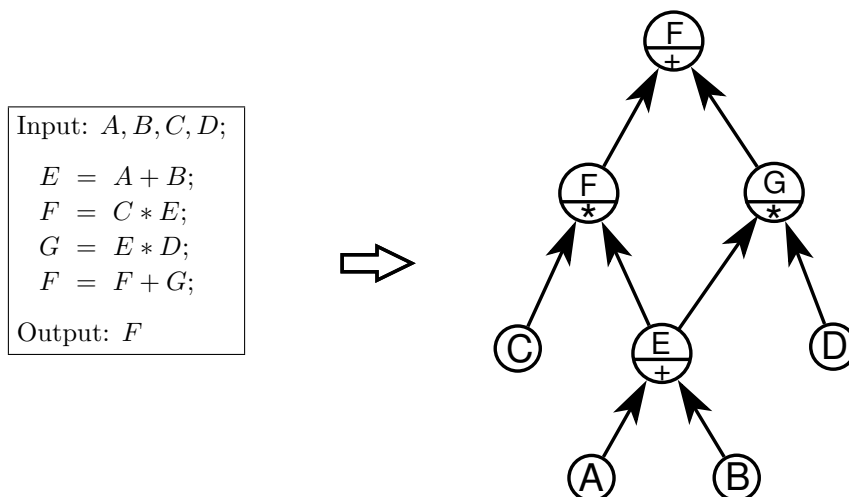 Input: A, B, C, D;
E = A + B;
F = C * E;
G = E * D;
F = F + G;
Output: F
F
+
F
*
G
*
C
E
+
D
A
B